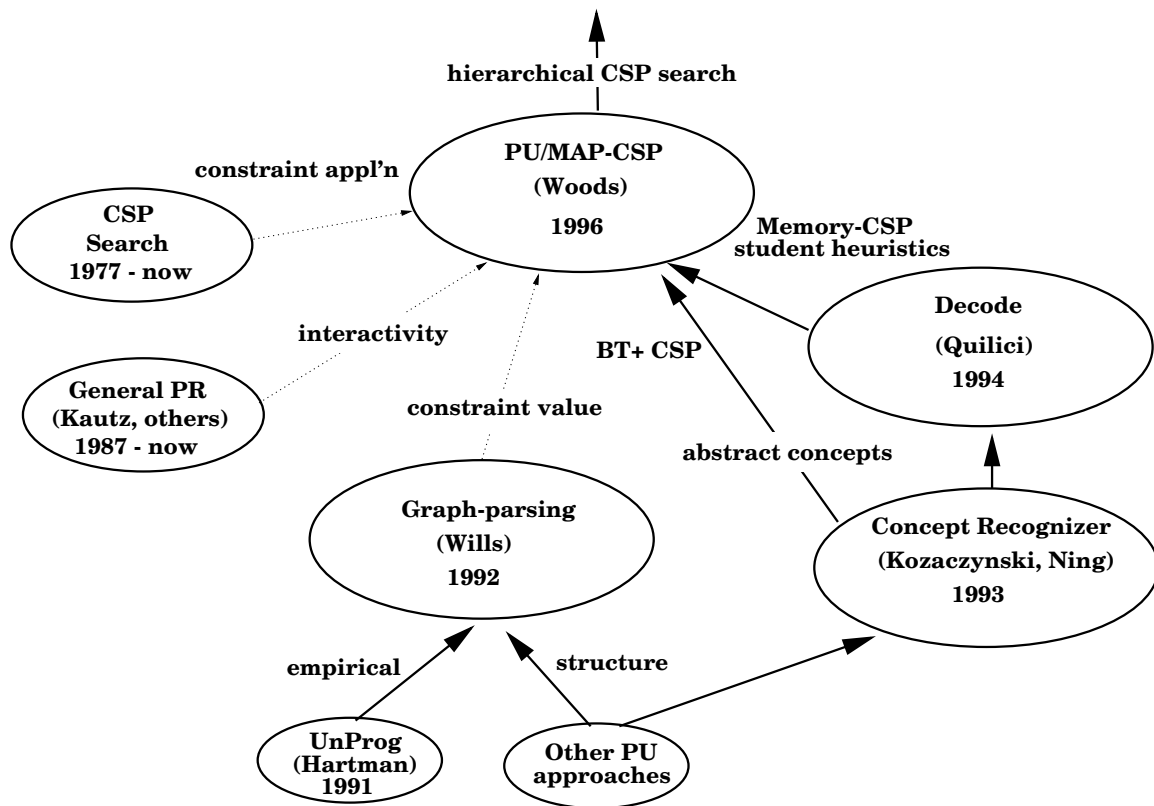 hierarchical CSP search
PU/MAP-CSP
(Woods)
1996
constraint appl'n
CSP
Search
1977 - now
Memory-CSP
student heuristics
Decode
(Quilici)
1994
interactivity
BT+ CSP
General PR
(Kautz, others)
1987 - now
constraint value
abstract concepts
Graph-parsing
(Wills)
1992
Concept Recognizer
(Kozaczynski, Ning)
1993
empirical
structure
UnProg
(Hartman)
1991
Other PU
approaches